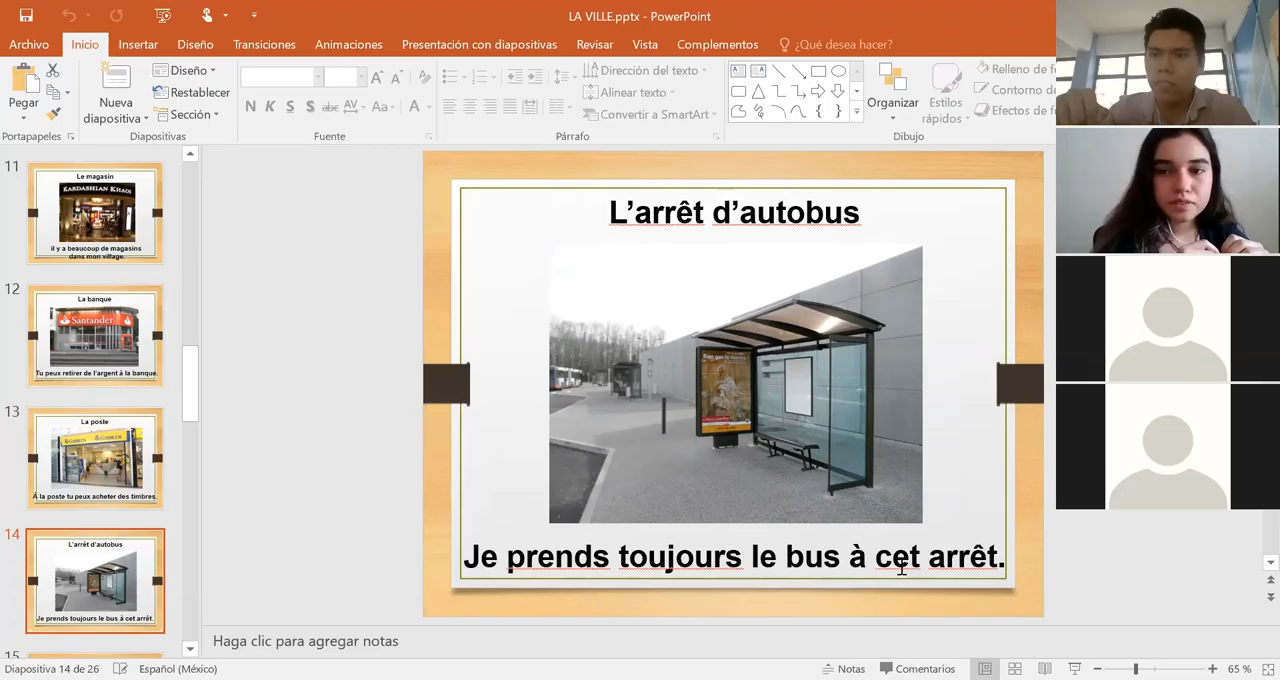 LA VILLE.pptx - PowerPoint
Archivo Inicio Insertar Diseño Transiciones Animaciones Presentación con diapositivas Revisar Vista Complementos ¿Qué desea hacer?
Pegar
Portapapeles
Nueva
diapositiva
Diseño
Restablecer
Sección
Diapositivas
N K S S abc AV Aa A
Fuente
Dirección del texto
Alinear texto
Convertir a SmartArt
Párrafo
Organizar
Estilos
rápidos
Relleno de f
Contorno d
Efectos de f
Dibujo
11
Le magasin
KARDASHIAN KHAOS
il y a beaucoup de magasins
dans mon village.
12
La banque
Santander
Tu peux retirer de l'argent à la banque.
13
La poste
CORREOS CORREOS
À la poste tu peux acheter des timbres.
14
L'arrêt d'autobus
Je prends toujours le bus à cet arrêt.
15
L'arrêt d'autobus
Je prends toujours le bus à cet arrêt.
Haga clic para agregar notas
Diapositiva 14 de 26 Español (México) Notas Comentarios 65 %